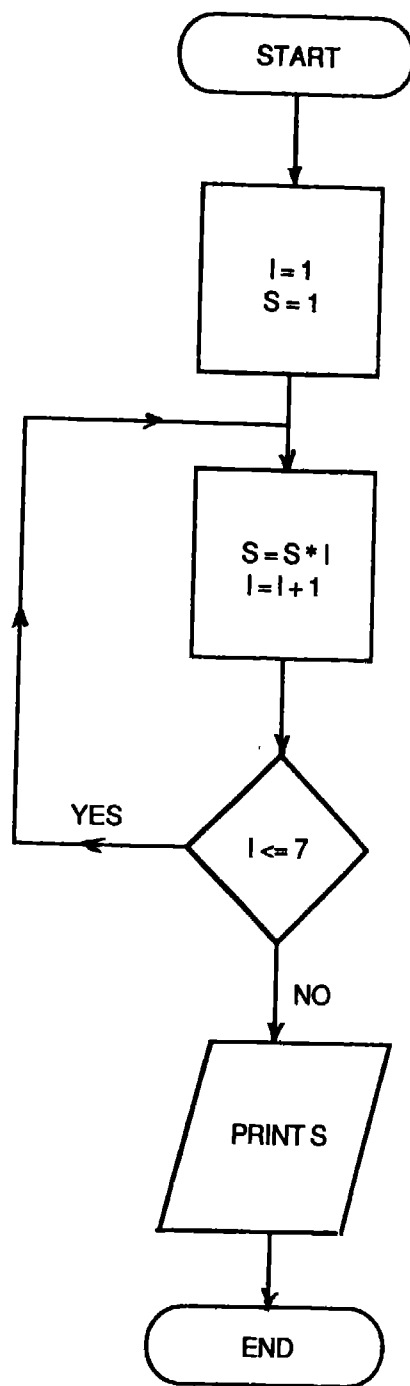 START
I = 1
S = 1
S = S * I
I = I + 1
I <= 7
YES
NO
PRINT S
END